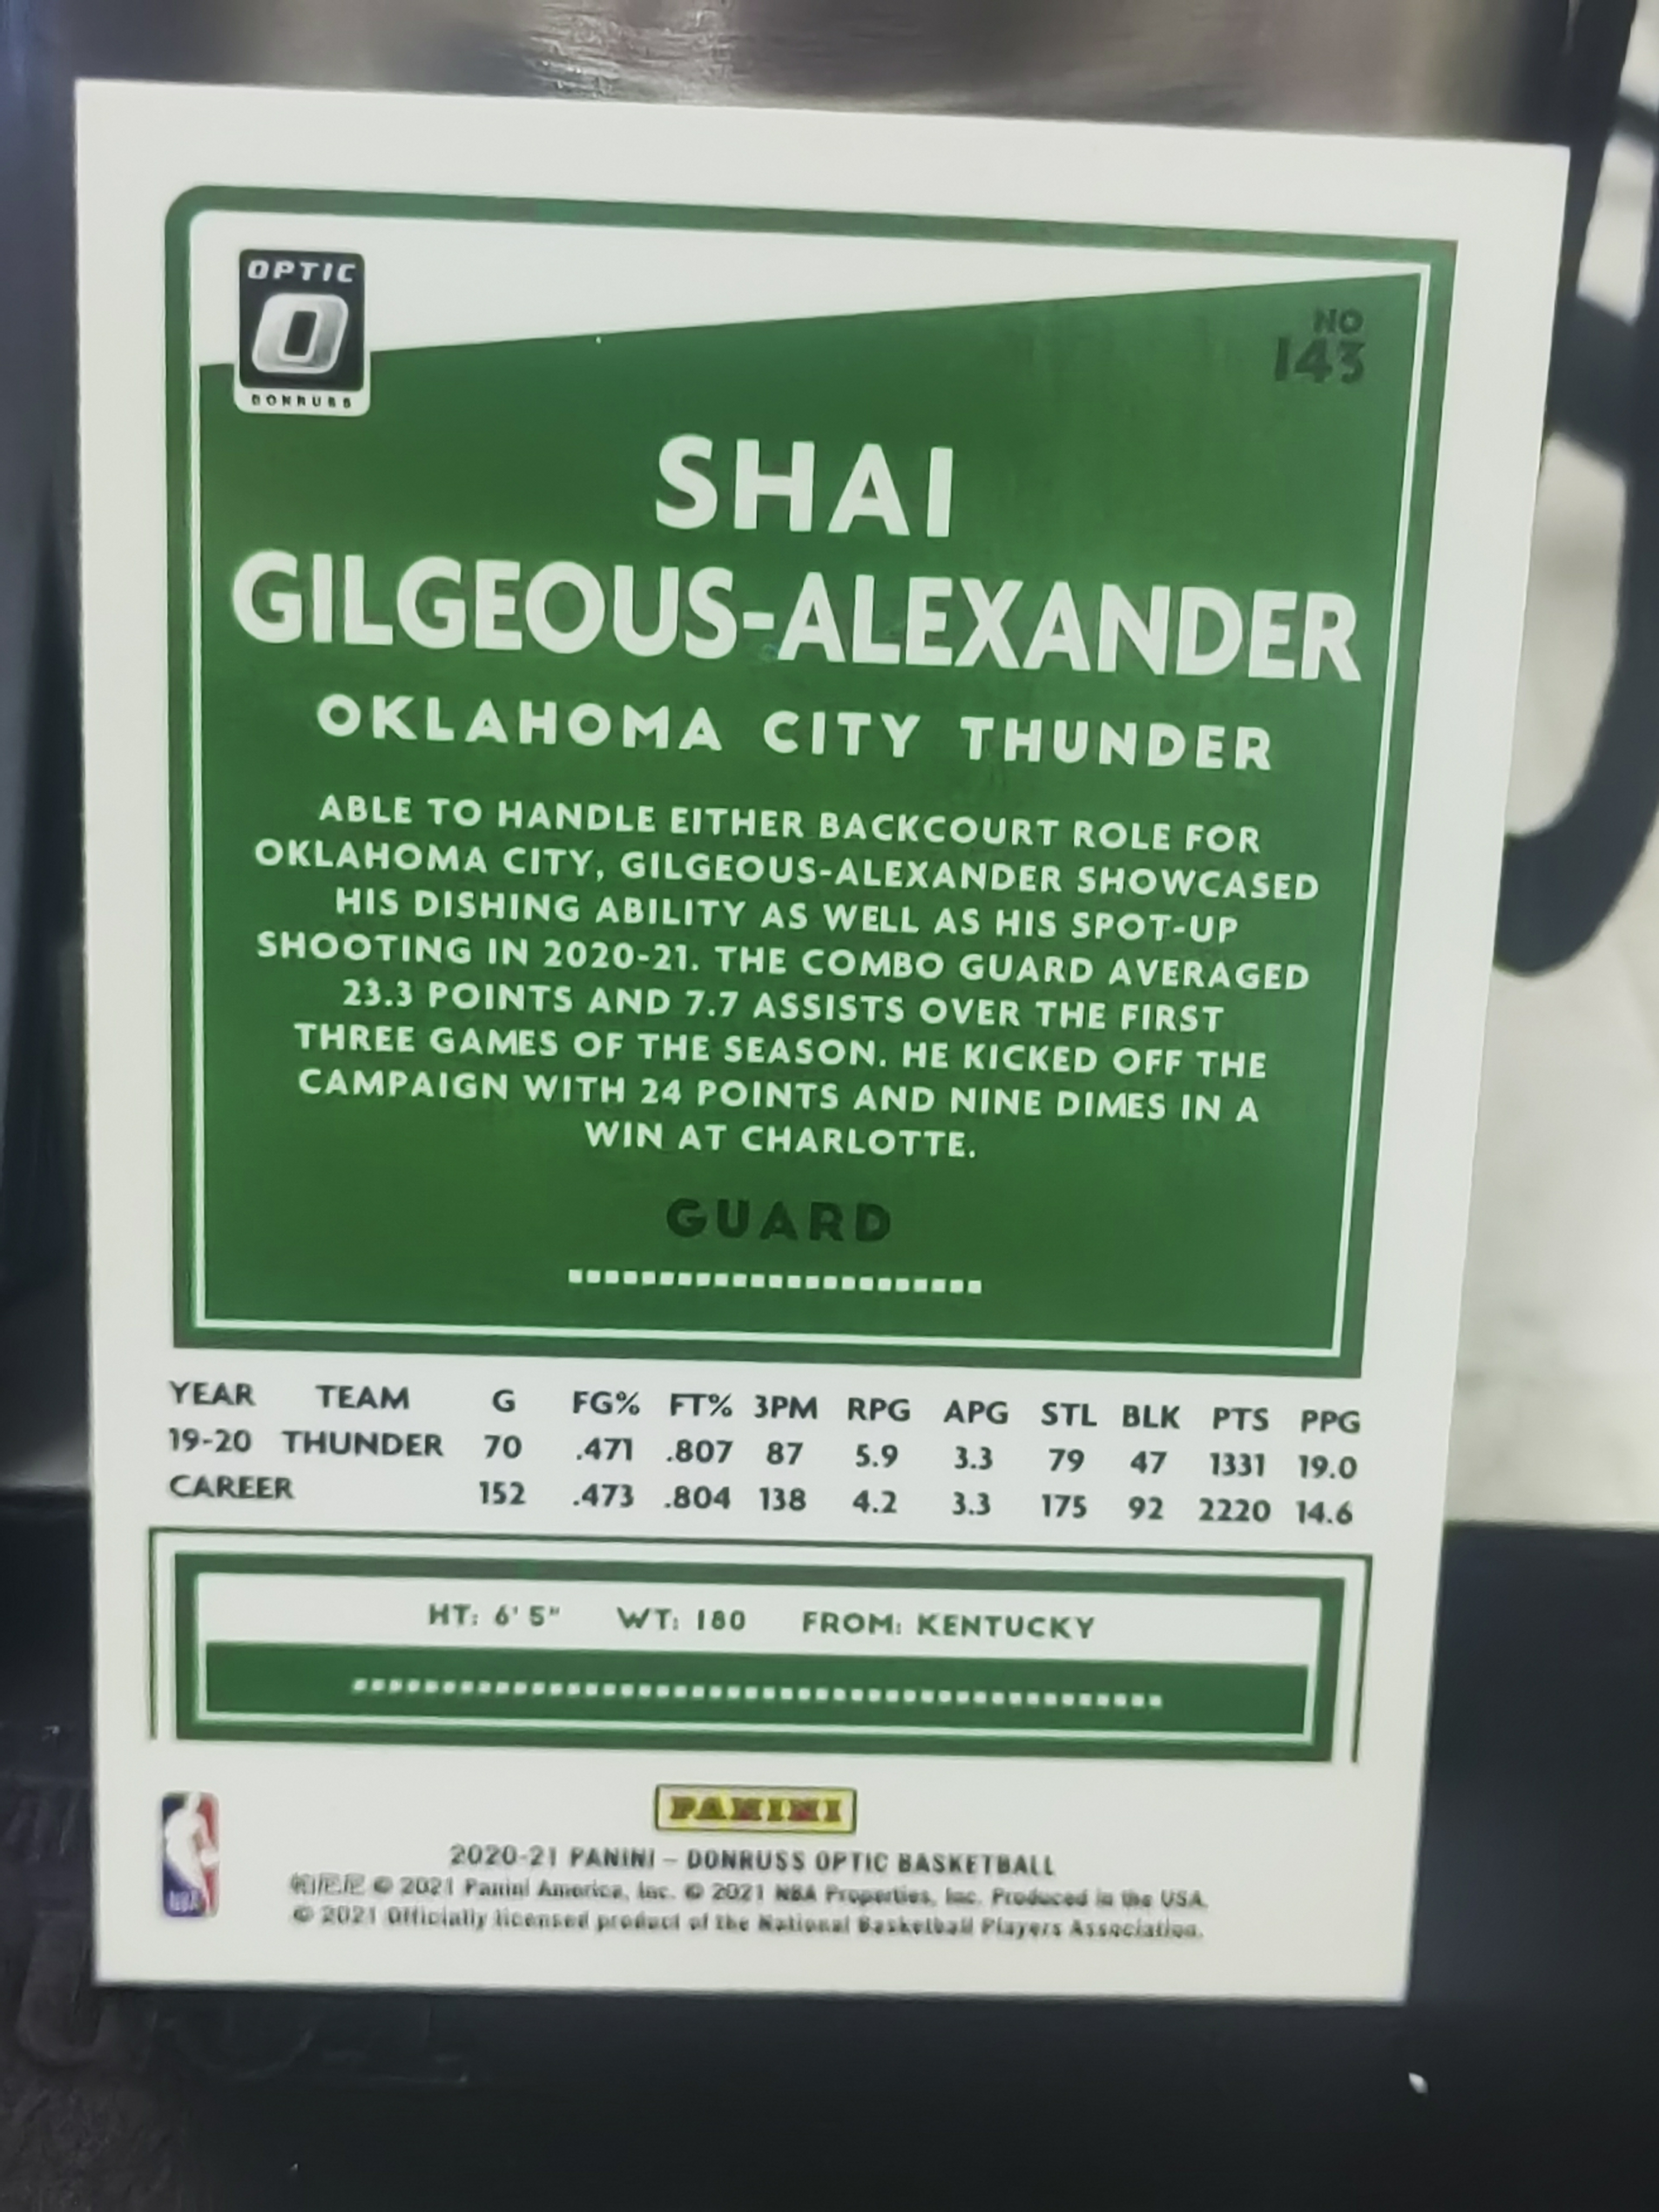 OPTIC
O
DONRUSS
NO
143
SHAI
GILGEOUS-ALEXANDER
OKLAHOMA CITY THUNDER
ABLE TO HANDLE EITHER BACKCOURT ROLE FOR
OKLAHOMA CITY, GILGEOUS-ALEXANDER SHOWCASED
HIS DISHING ABILITY AS WELL AS HIS SPOT-UP
SHOOTING IN 2020-21. THE COMBO GUARD AVERAGED
23.3 POINTS AND 7.7 ASSISTS OVER THE FIRST
THREE GAMES OF THE SEASON. HE KICKED OFF THE
CAMPAIGN WITH 24 POINTS AND NINE DIMES IN A
WIN AT CHARLOTTE.
GUARD
YEAR TEAM G FG% FT% 3PM RPG APG STL BLK PTS PPG
19-20 THUNDER 70 .471 .807 87 5.9 3.3 79 47 1331 19.0
CAREER 152 .473 .804 138 4.2 3.3 175 92 2220 14.6
HT: 6' 5" WT: 180 FROM: KENTUCKY
PANINI
NBA
2020-21 PANINI – DONRUSS OPTIC BASKETBALL
© 2021 Panini America, Inc. © 2021 NBA Properties, Inc. Produced in the USA.
© 2021 Officially licensed product of the National Basketball Players Association.